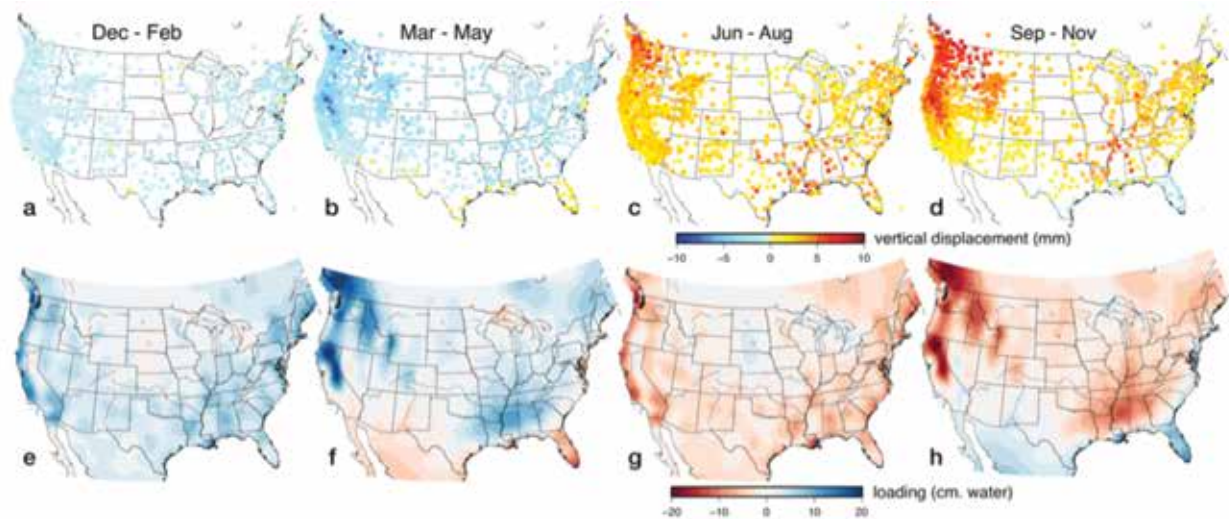 Dec - Feb
Mar - May
Jun - Aug
Sep - Nov
a
b
c
d
-10 -5 0 5 10
vertical displacement (mm)
e
f
g
h
-20 -10 0 10 20
loading (cm. water)